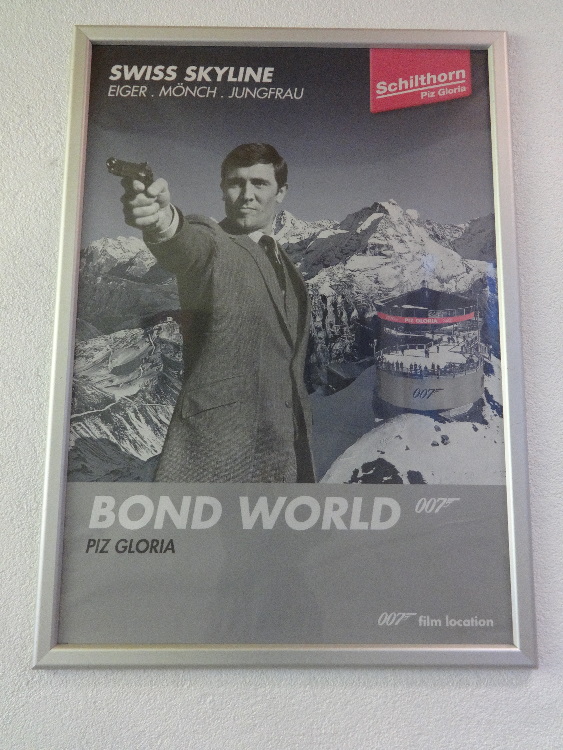 SWISS SKYLINE
EIGER . MÖNCH . JUNGFRAU
Schilthorn
Piz Gloria
PIZ GLORIA
007
BOND WORLD 007
PIZ GLORIA
007 film location